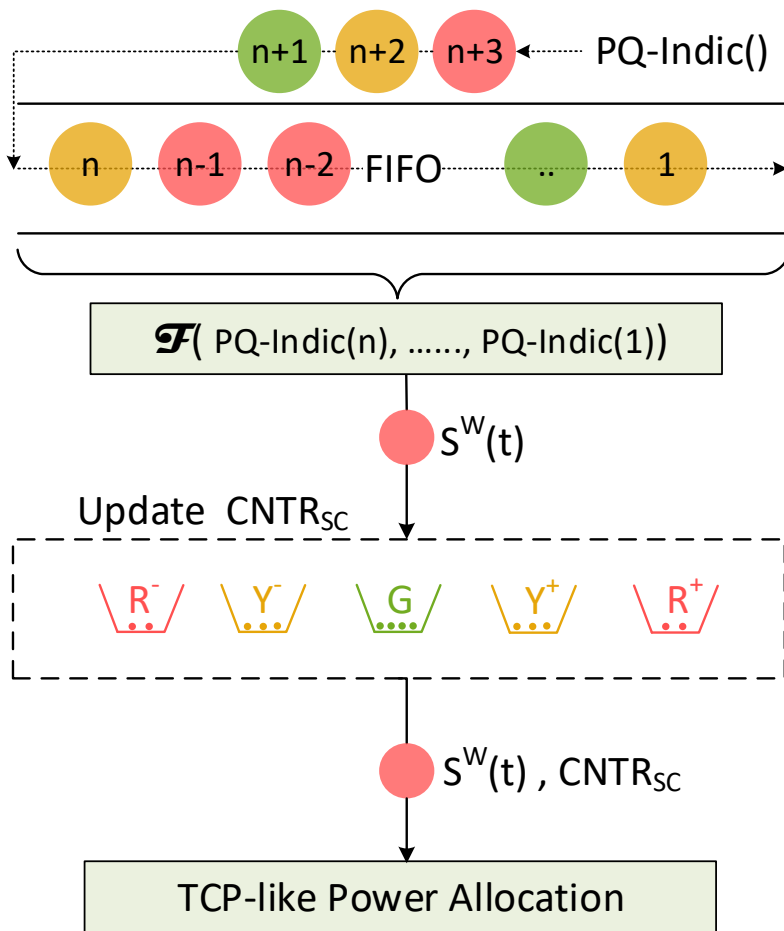 n+1 n+2 n+3 PQ-Indic()
n n-1 n-2 FIFO .. 1
𝓕( PQ-Indic(n), ......, PQ-Indic(1))
S^W(t)
Update CNTR_SC
R^- Y^- G Y^+ R^+
S^W(t) , CNTR_SC
TCP-like Power Allocation